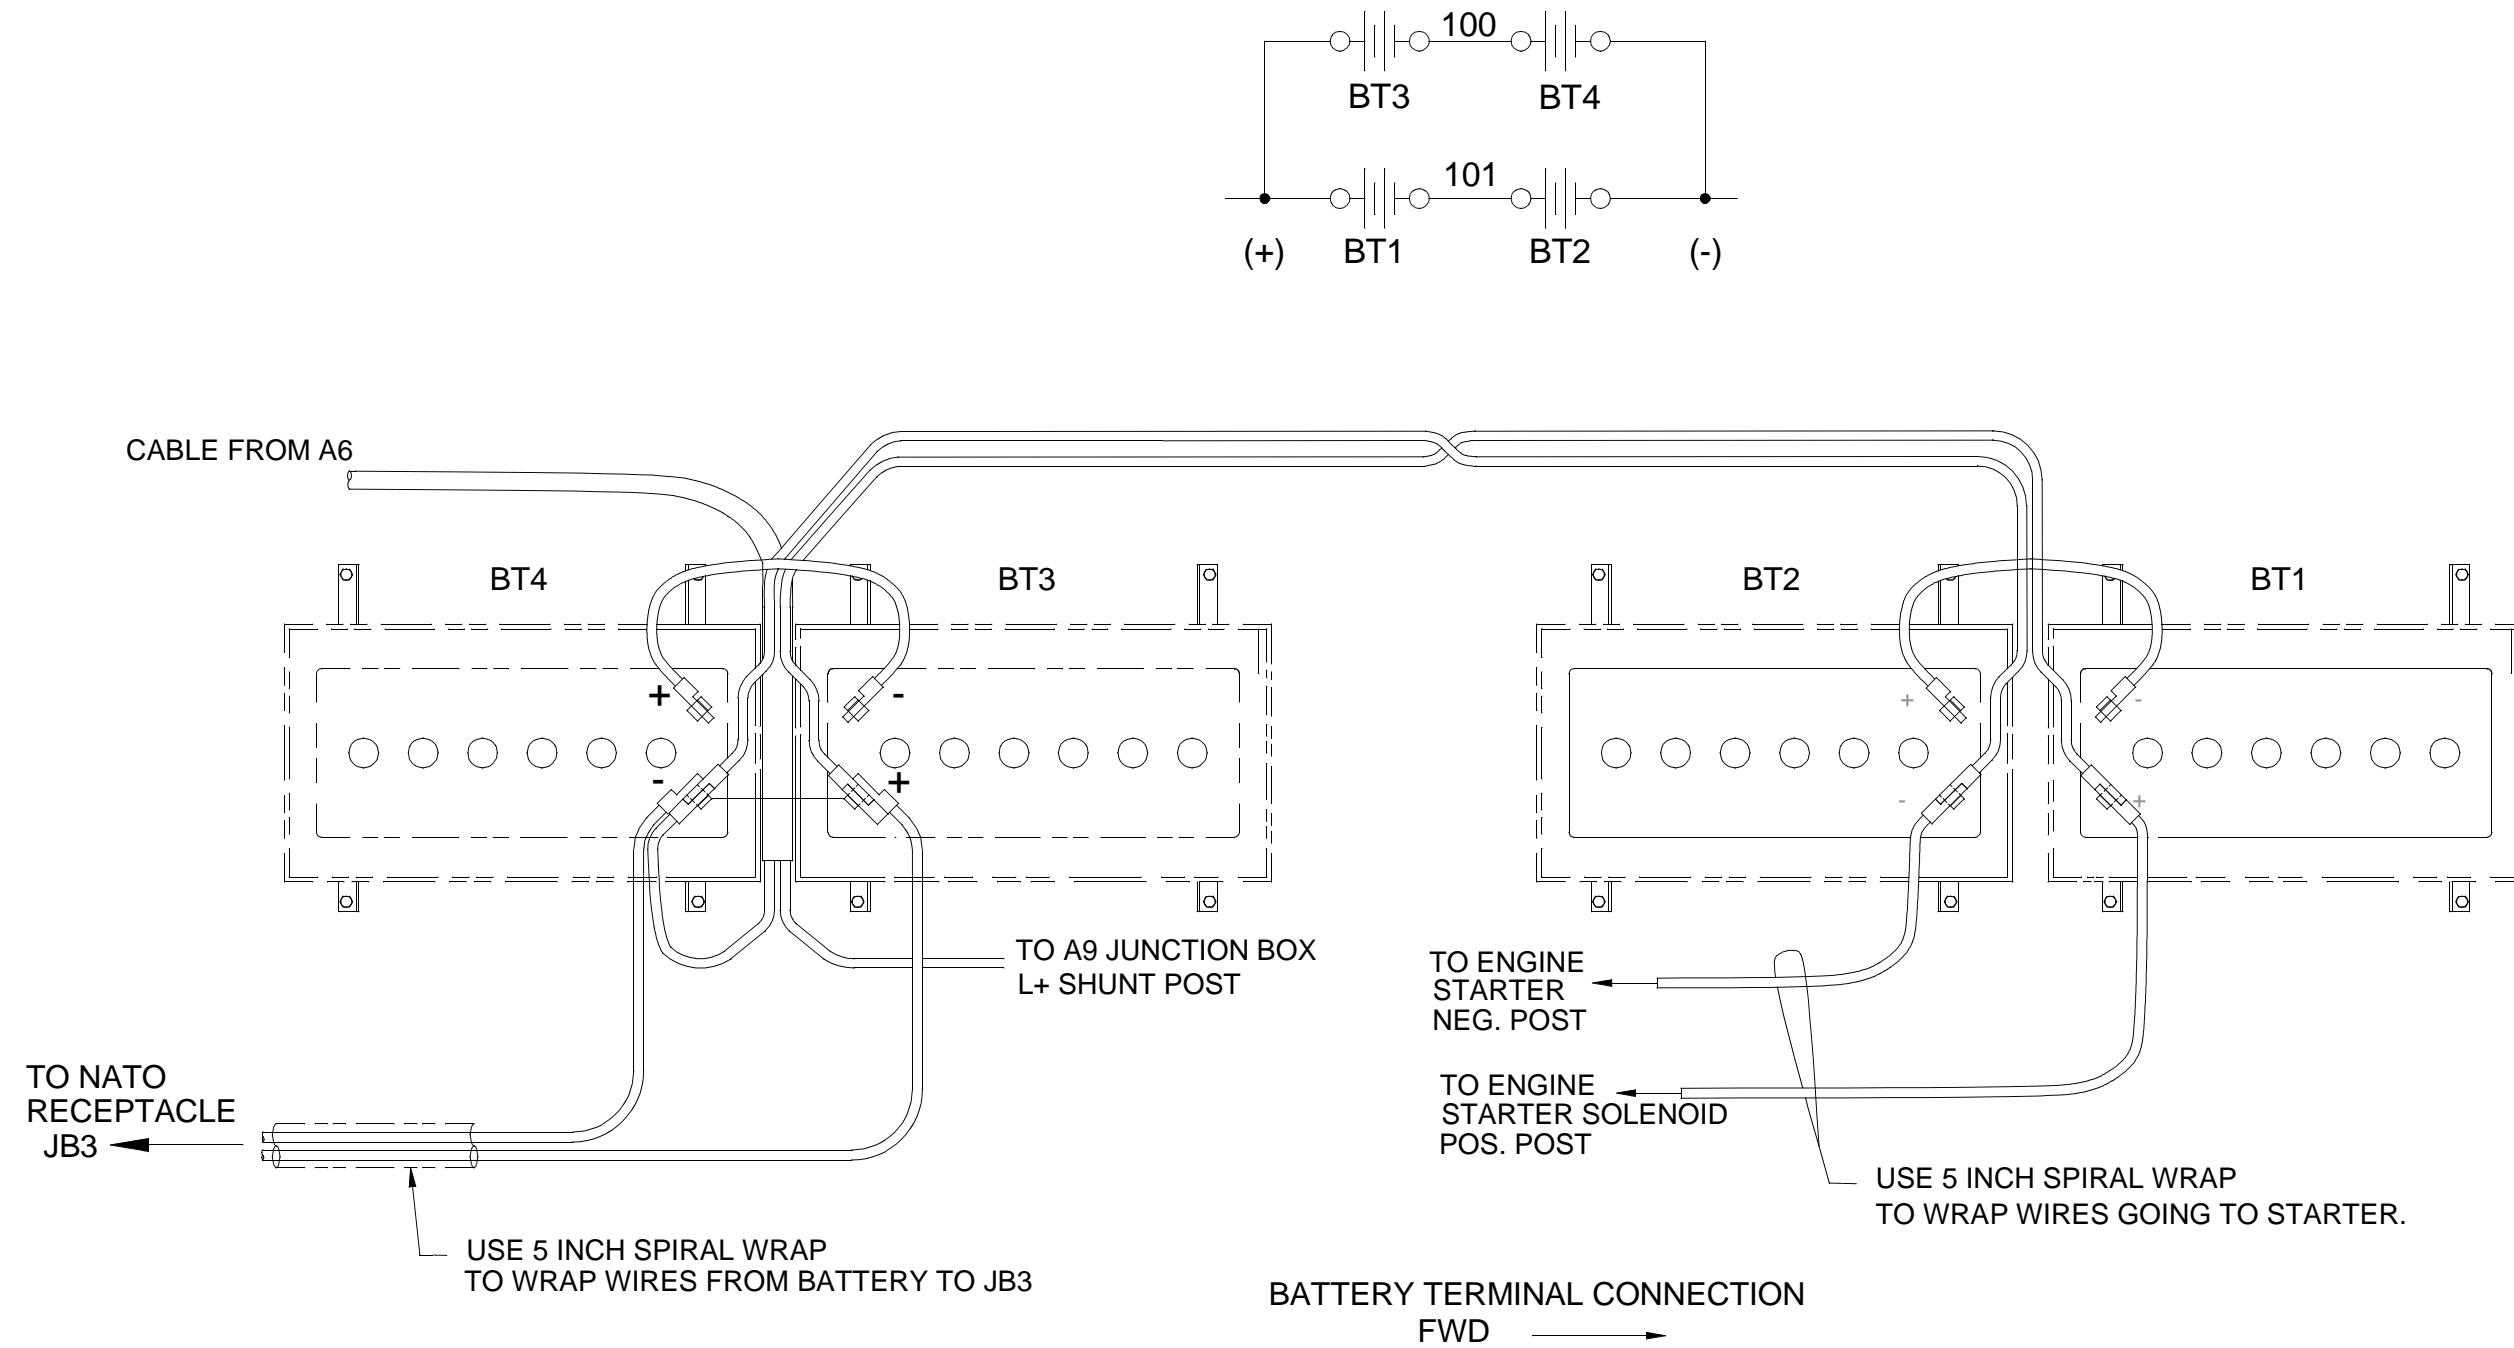 100
BT3 BT4
101
(+) BT1 BT2 (-)
CABLE FROM A6
BT4 BT3 BT2 BT1
+ - + -
- + - +
TO A9 JUNCTION BOX
L+ SHUNT POST
TO ENGINE
STARTER
NEG. POST
TO NATO
RECEPTACLE
JB3
TO ENGINE
STARTER SOLENOID
POS. POST
USE 5 INCH SPIRAL WRAP
TO WRAP WIRES GOING TO STARTER.
USE 5 INCH SPIRAL WRAP
TO WRAP WIRES FROM BATTERY TO JB3
BATTERY TERMINAL CONNECTION
FWD